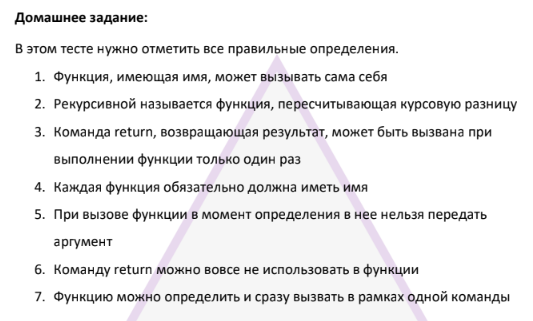 Домашнее задание:
В этом тесте нужно отметить все правильные определения.
1. Функция, имеющая имя, может вызывать сама себя
2. Рекурсивной называется функция, пересчитывающая курсовую разницу
3. Команда return, возвращающая результат, может быть вызвана при
выполнении функции только один раз
4. Каждая функция обязательно должна иметь имя
5. При вызове функции в момент определения в нее нельзя передать
аргумент
6. Команду return можно вовсе не использовать в функции
7. Функцию можно определить и сразу вызвать в рамках одной команды